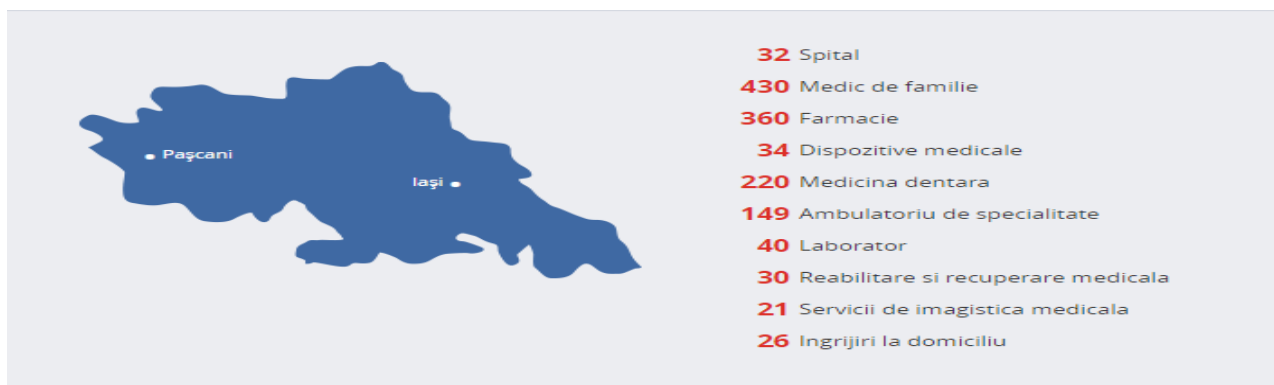 Paşcani
Iaşi
32 Spital
430 Medic de familie
360 Farmacie
34 Dispozitive medicale
220 Medicina dentara
149 Ambulatoriu de specialitate
40 Laborator
30 Reabilitare si recuperare medicala
21 Servicii de imagistica medicala
26 Ingrijiri la domiciliu